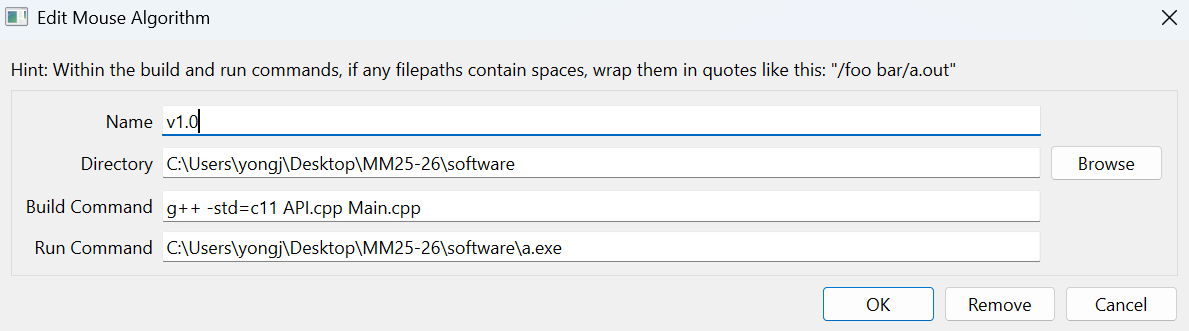 Edit Mouse Algorithm
Hint: Within the build and run commands, if any filepaths contain spaces, wrap them in quotes like this: "/foo bar/a.out"
Name v1.0
Directory C:\Users\yongj\Desktop\MM25-26\software Browse
Build Command g++ -std=c11 API.cpp Main.cpp
Run Command C:\Users\yongj\Desktop\MM25-26\software\a.exe
OK Remove Cancel